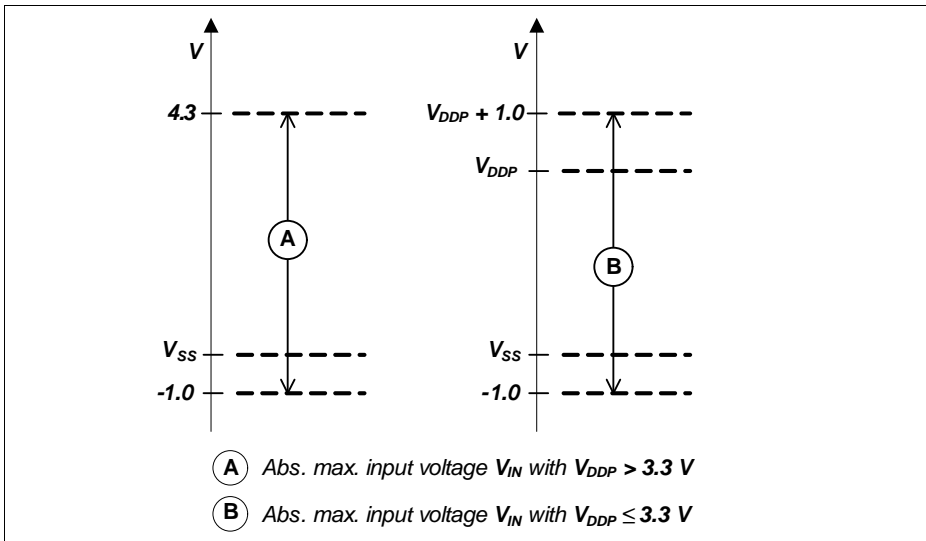 V
4.3
A
V_SS
-1.0
V
V_DDP + 1.0
V_DDP
B
V_SS
-1.0
A Abs. max. input voltage V_IN with V_DDP > 3.3 V
B Abs. max. input voltage V_IN with V_DDP ≤ 3.3 V